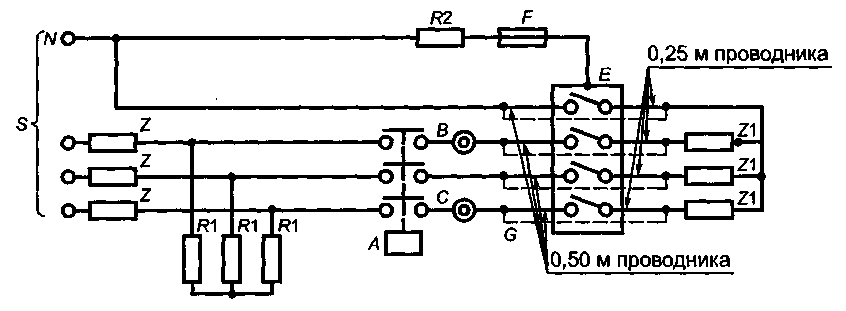 N
R2
F
E
0,25 м проводника
S
Z
B
Z1
Z
Z1
Z
C
Z1
R1
R1
R1
A
G
0,50 м проводника